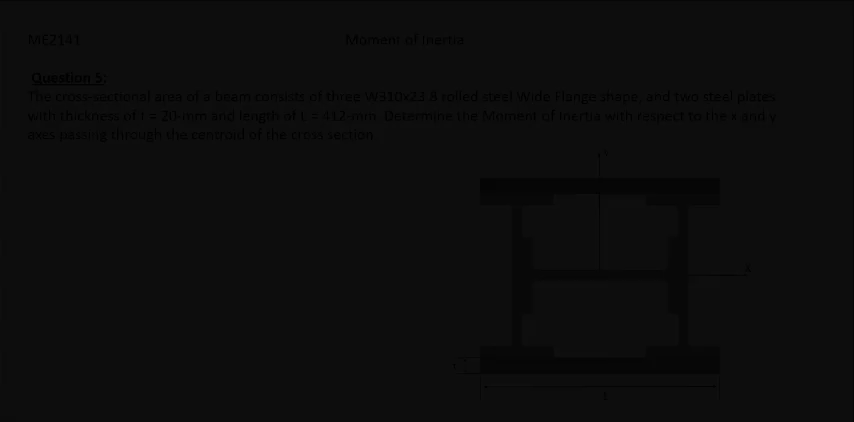 ME2141 Moment of Inertia
Question 5:
The cross-sectional area of a beam consists of three W310x23.8 rolled steel Wide Flange shape, and two steel plates
with thickness of t = 20-mm and length of L = 412-mm. Determine the Moment of Inertia with respect to the x and y
axes passing through the centroid of the cross section.
X